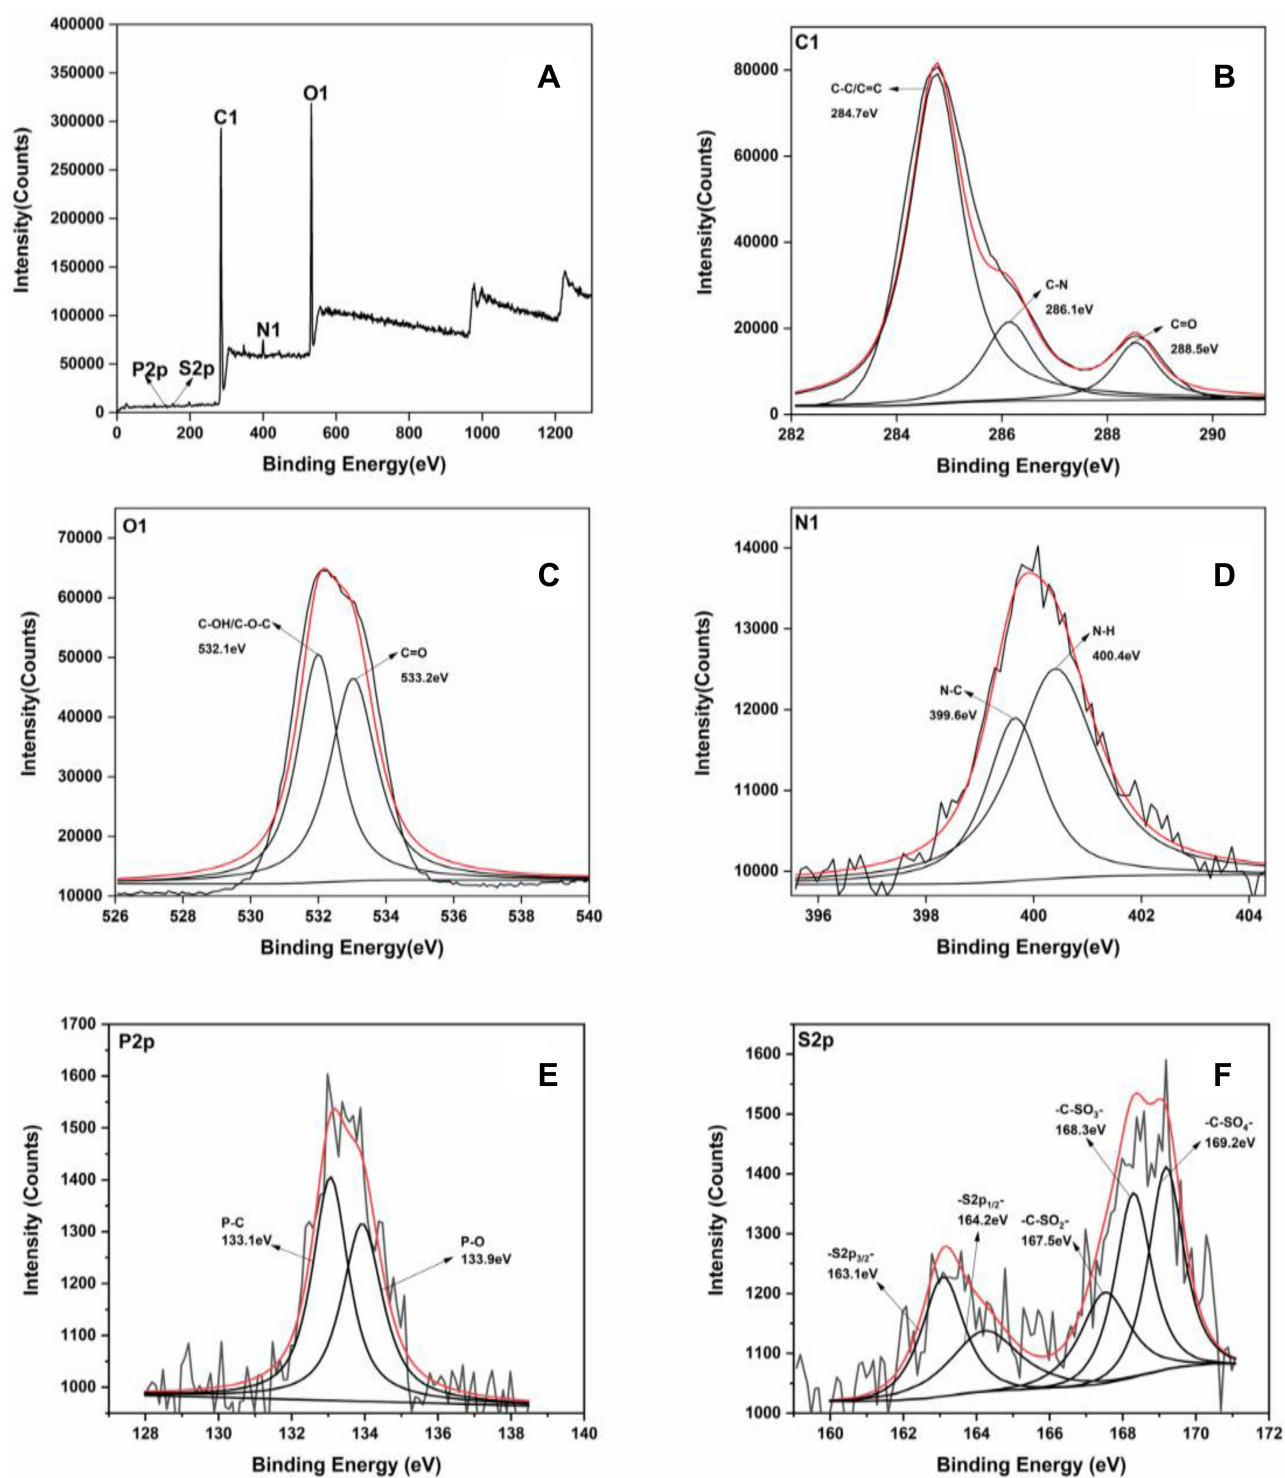 400000
350000
300000
250000
200000
150000
100000
50000
0
Intensity(Counts)
A
C1
O1
N1
P2p
S2p
0 200 400 600 800 1000 1200
Binding Energy(eV)
C1
B
80000
60000
40000
20000
0
Intensity(Counts)
C-C/C=C
284.7eV
C-N
286.1eV
C=O
288.5eV
282 284 286 288 290
Binding Energy(eV)
O1
C
70000
60000
50000
40000
30000
20000
10000
Intensity(Counts)
C-OH/C-O-C
532.1eV
C=O
533.2eV
526 528 530 532 534 536 538 540
Binding Energy(eV)
N1
D
14000
13000
12000
11000
10000
Intensity(Counts)
N-H
400.4eV
N-C
399.6eV
396 398 400 402 404
Binding Energy(eV)
P2p
E
1700
1600
1500
1400
1300
1200
1100
1000
Intensity (Counts)
P-C
133.1eV
P-O
133.9eV
128 130 132 134 136 138 140
Binding Energy (eV)
S2p
F
1600
1500
1400
1300
1200
1100
1000
Intensity (Counts)
-C-SO₃-
168.3eV
-C-SO₄-
169.2eV
-S2p₁/₂-
164.2eV
-C-SO₂-
167.5eV
-S2p₃/₂-
163.1eV
160 162 164 166 168 170 172
Binding Energy (eV)